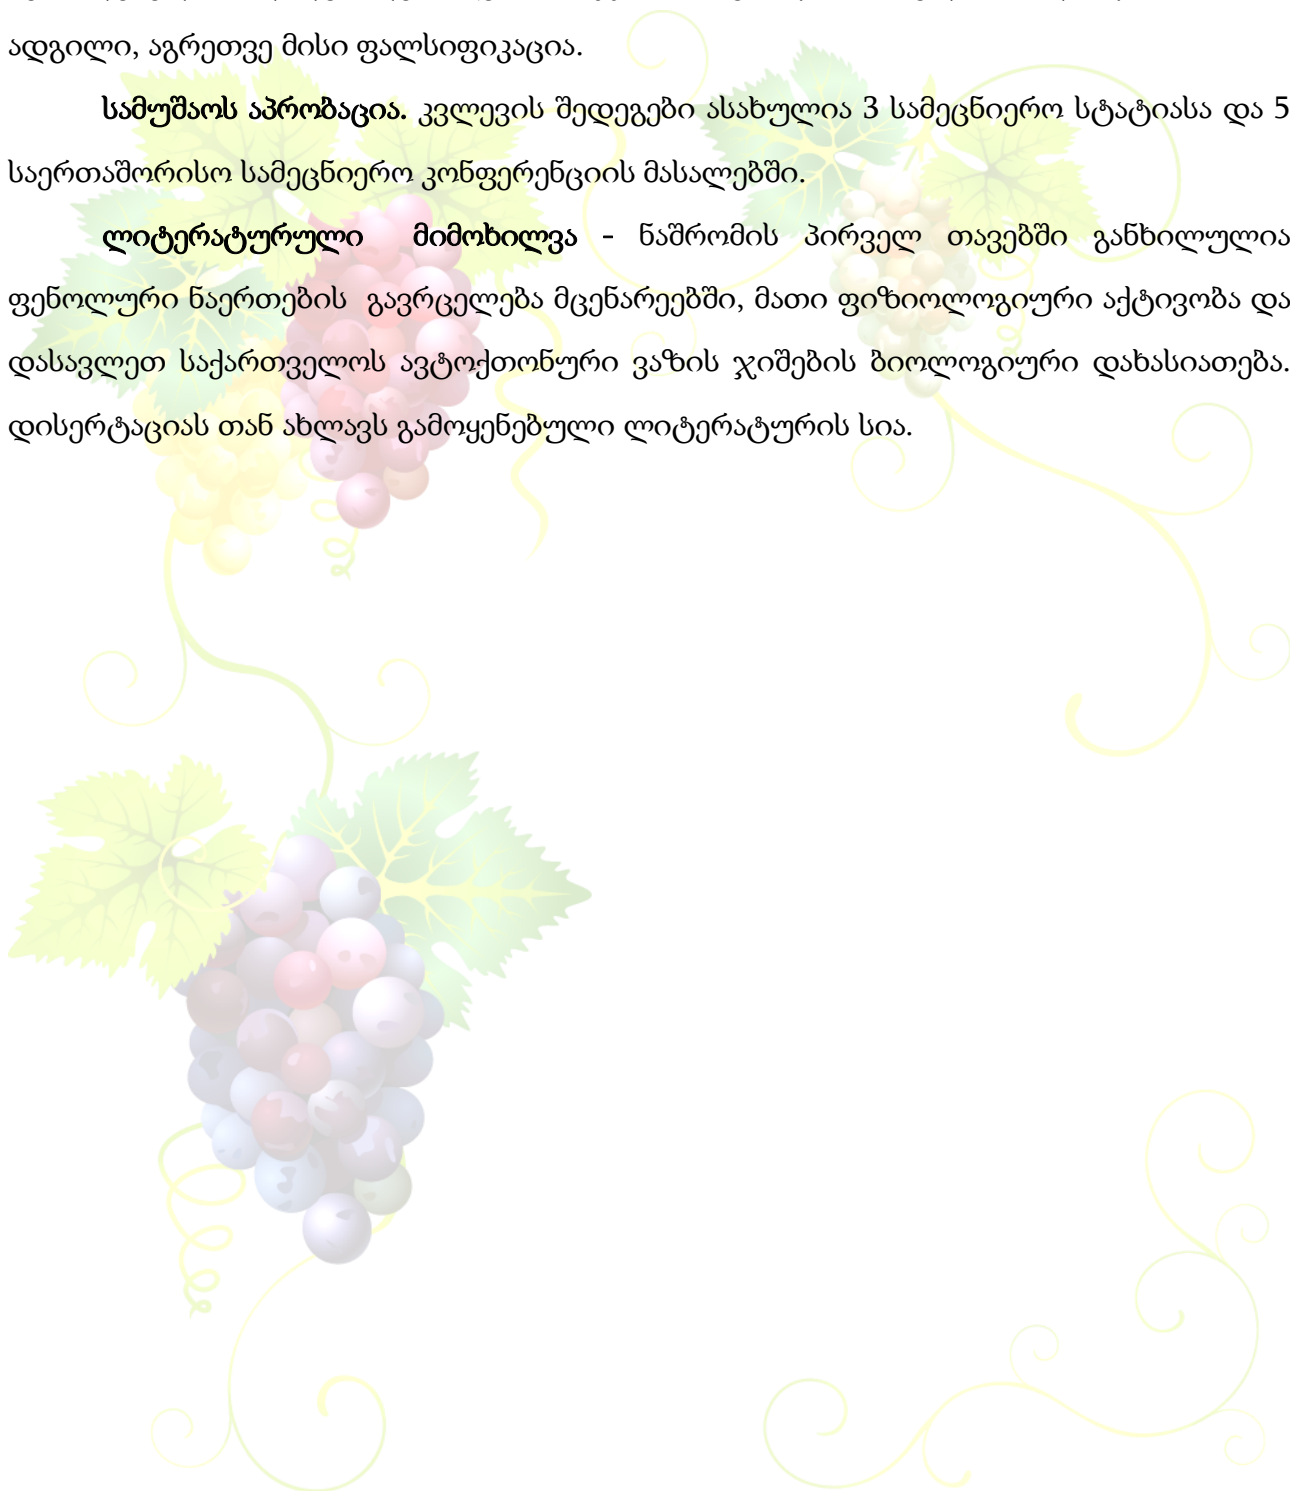 ადგილი, აგრეთვე მისი ფალსიფიკაცია.
სამუშაოს აპრობაცია. კვლევის შედეგები ასახულია 3 სამეცნიერო სტატიასა და 5
საერთაშორისო სამეცნიერო კონფერენციის მასალებში.
ლიტერატურული მიმოხილვა - ნაშრომის პირველ თავებში განხილულია
ფენოლური ნაერთების გავრცელება მცენარეებში, მათი ფიზიოლოგიური აქტივობა და
დასავლეთ საქართველოს ავტოქთონური ვაზის ჯიშების ბიოლოგიური დახასიათება.
დისერტაციას თან ახლავს გამოყენებული ლიტერატურის სია.